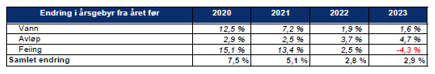 Endring i årsgebyr fra året før 2020 2021 2022 2023
Vann 12,5 % 7,2 % 1,9 % 1,6 %
Avløp 2,9 % 2,5 % 3,7 % 4,7 %
Feiing 15,1 % 13,4 % 2,5 % -4,3 %
Samlet endring 7,5 % 5,1 % 2,8 % 2,9 %